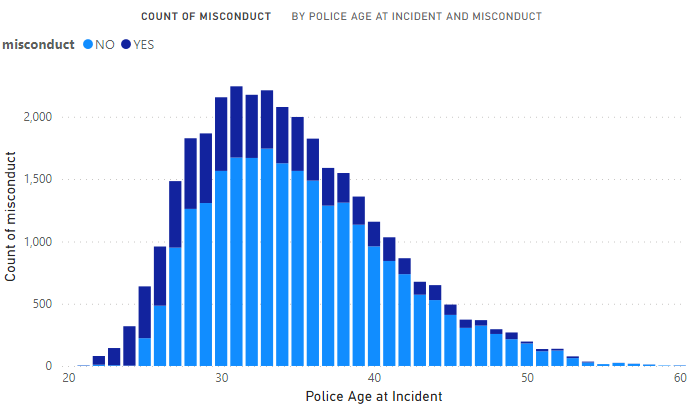 COUNT OF MISCONDUCT BY POLICE AGE AT INCIDENT AND MISCONDUCT
misconduct NO YES
2,000
1,500
1,000
500
0
Count of misconduct
20 30 40 50 60
Police Age at Incident